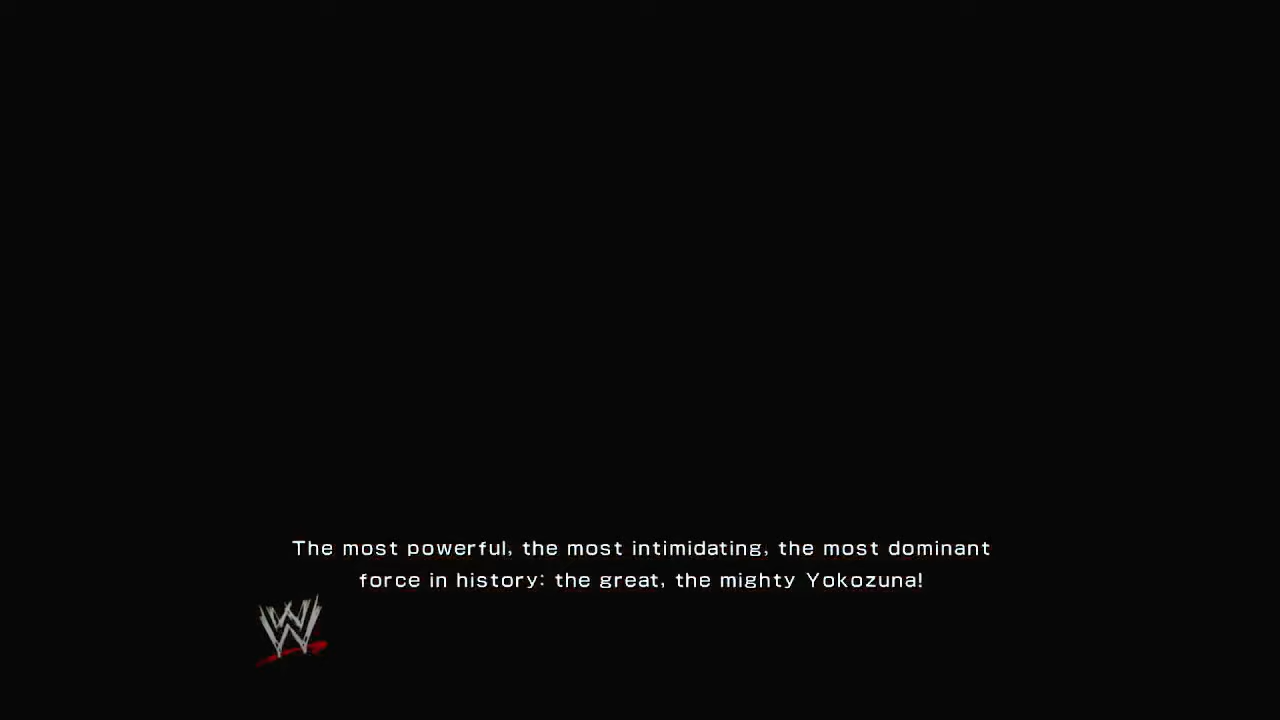 The most powerful, the most intimidating, the most dominant
force in history: the great, the mighty Yokozuna!
W